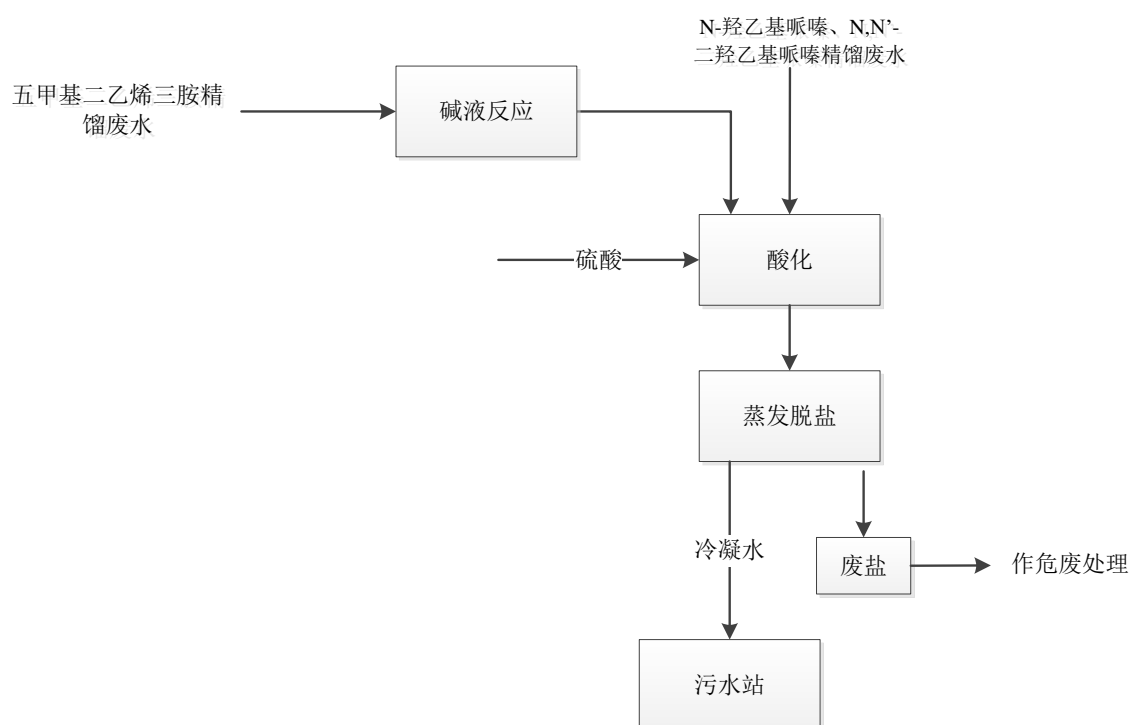 N-羟乙基哌嗪、N,N’-
二羟乙基哌嗪精馏废水
五甲基二乙烯三胺精
馏废水
碱液反应
硫酸
酸化
蒸发脱盐
冷凝水
废盐
作危废处理
污水站